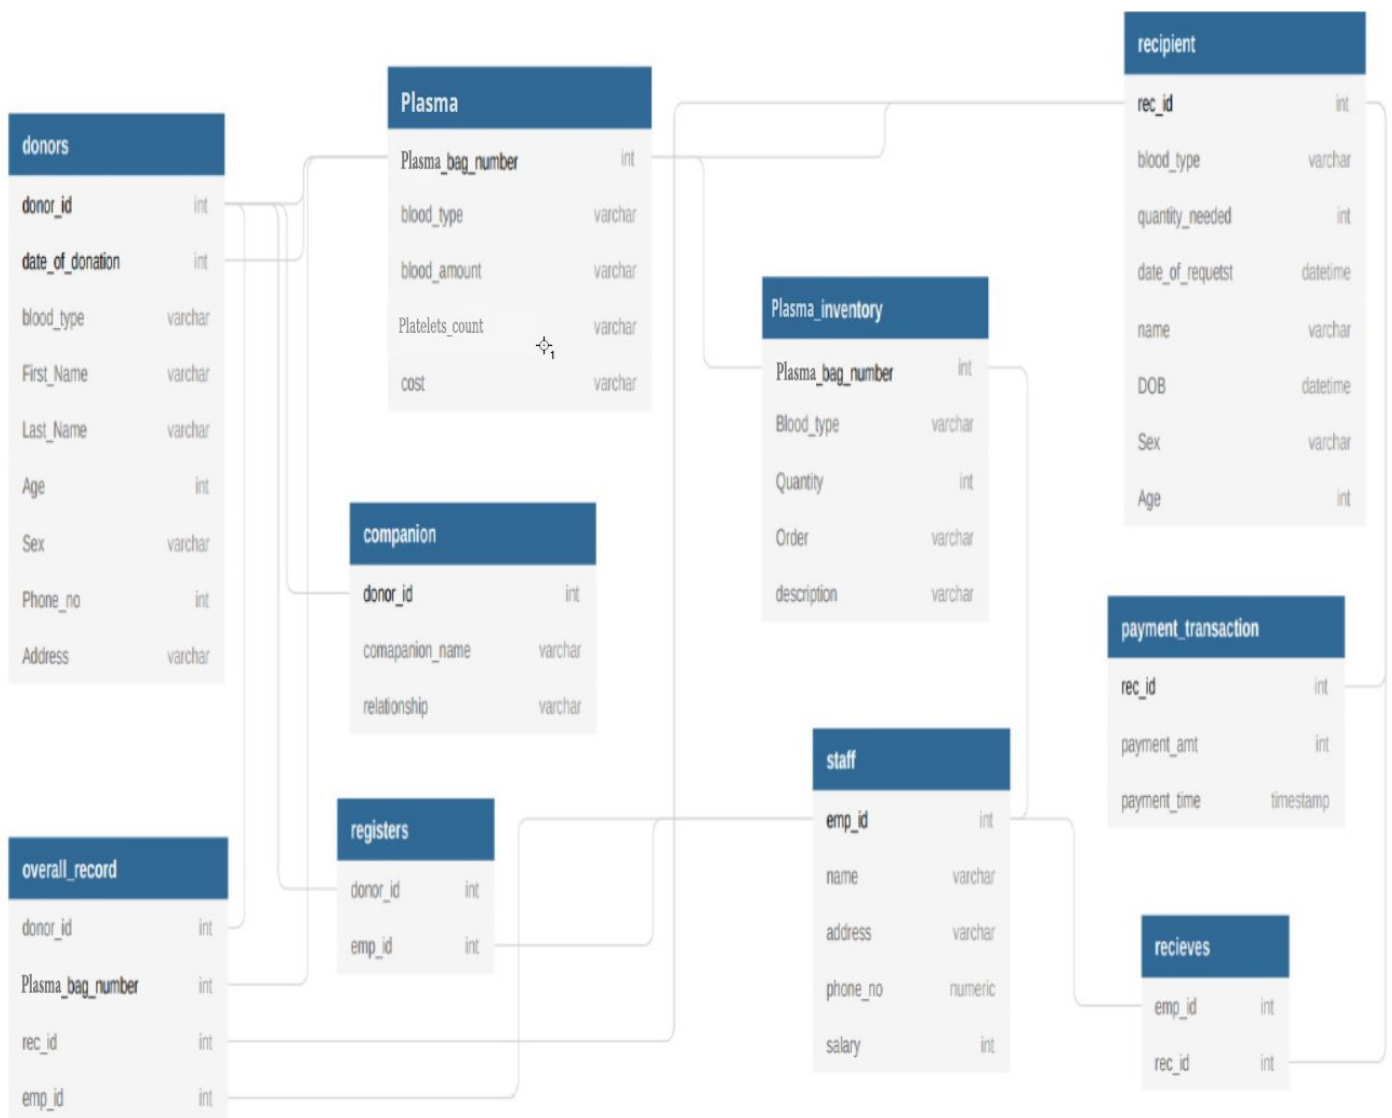 donors
donor_id int
date_of_donation int
blood_type varchar
First_Name varchar
Last_Name varchar
Age int
Sex varchar
Phone_no int
Address varchar
Plasma
Plasma_bag_number int
blood_type varchar
blood_amount varchar
Platelets_count varchar
1
cost varchar
recipient
rec_id int
blood_type varchar
quantity_needed int
date_of_requetst datetime
name varchar
DOB datetime
Sex varchar
Age int
Plasma_inventory
Plasma_bag_number int
Blood_type varchar
Quantity int
Order varchar
description varchar
companion
donor_id int
comapanion_name varchar
relationship varchar
payment_transaction
rec_id int
payment_amt int
payment_time timestamp
staff
emp_id int
name varchar
address varchar
phone_no numeric
salary int
registers
donor_id int
emp_id int
overall_record
donor_id int
Plasma_bag_number int
rec_id int
emp_id int
recieves
emp_id int
rec_id int